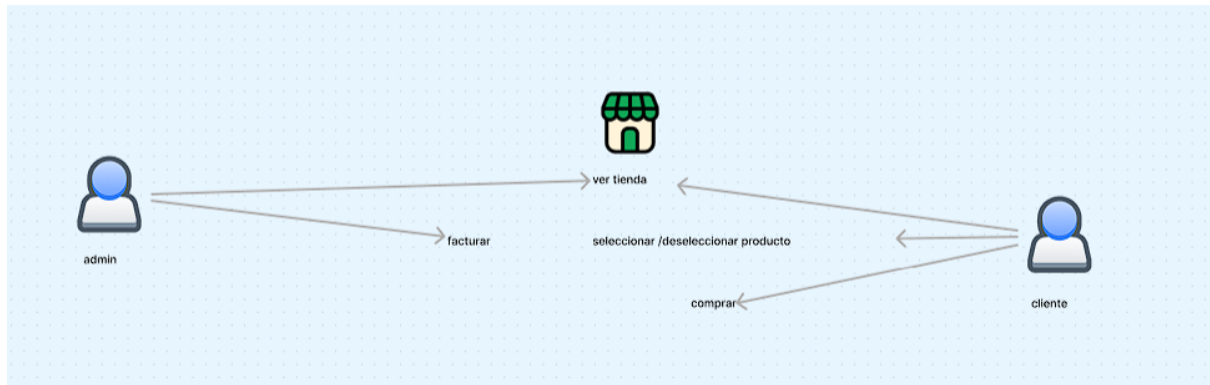 ver tienda
facturar
seleccionar /deseleccionar producto
admin
comprar
cliente